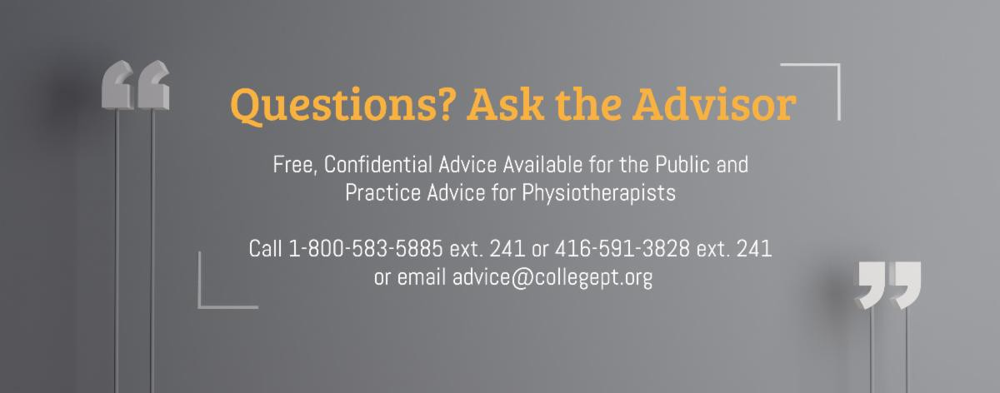 Questions? Ask the Advisor
Free, Confidential Advice Available for the Public and
Practice Advice for Physiotherapists
Call 1-800-583-5885 ext. 241 or 416-591-3828 ext. 241
or email advice@collegept.org